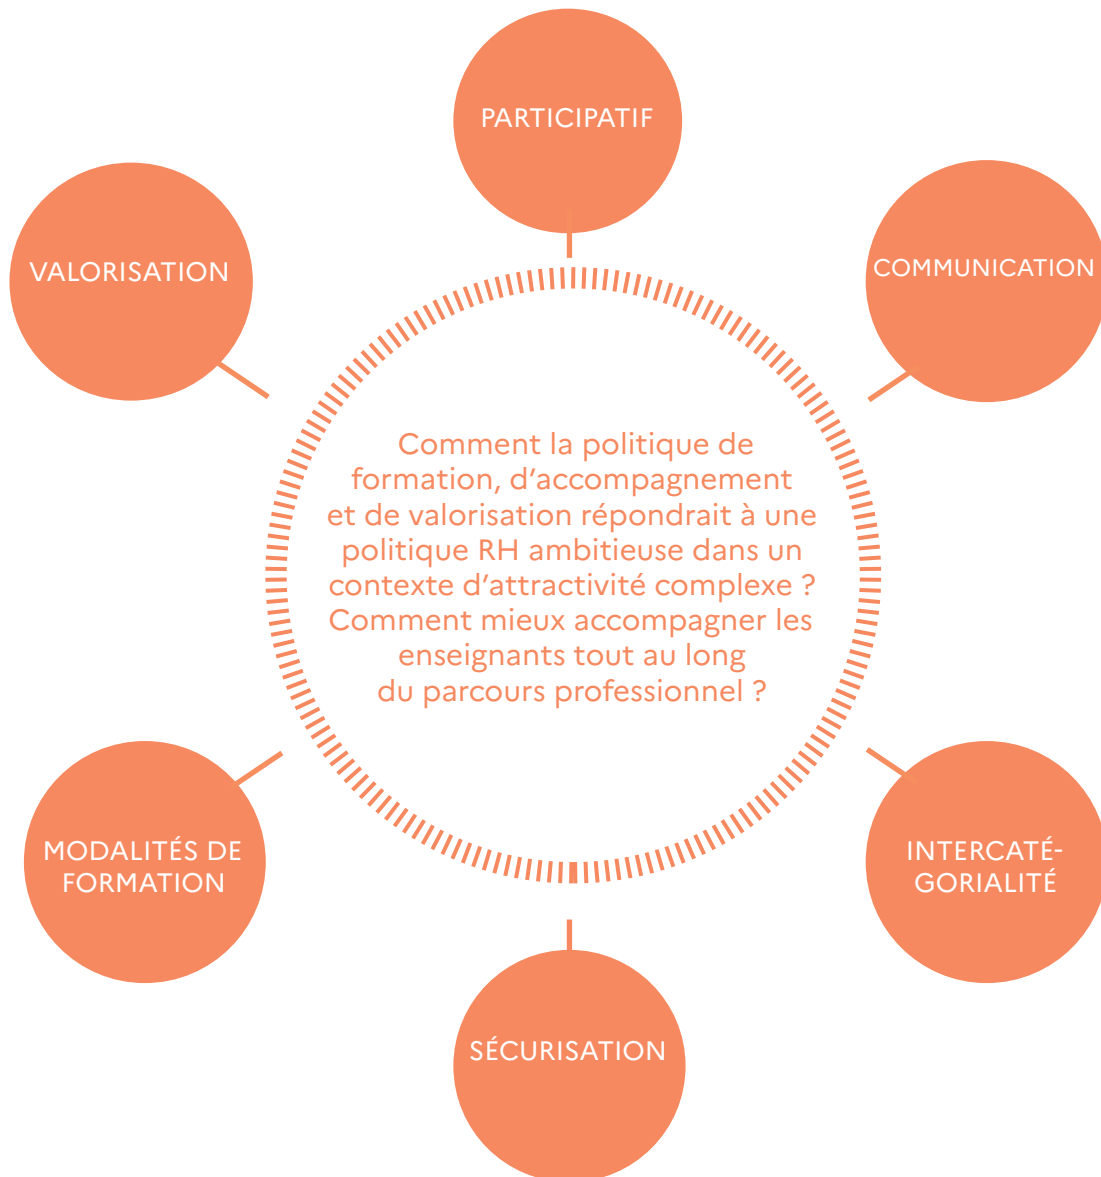 PARTICIPATIF
VALORISATION
COMMUNICATION
Comment la politique de
formation, d’accompagnement
et de valorisation répondrait à une
politique RH ambitieuse dans un
contexte d’attractivité complexe ?
Comment mieux accompagner les
enseignants tout au long
du parcours professionnel ?
MODALITÉS DE
FORMATION
INTERCATÉ-
GORIALITÉ
SÉCURISATION